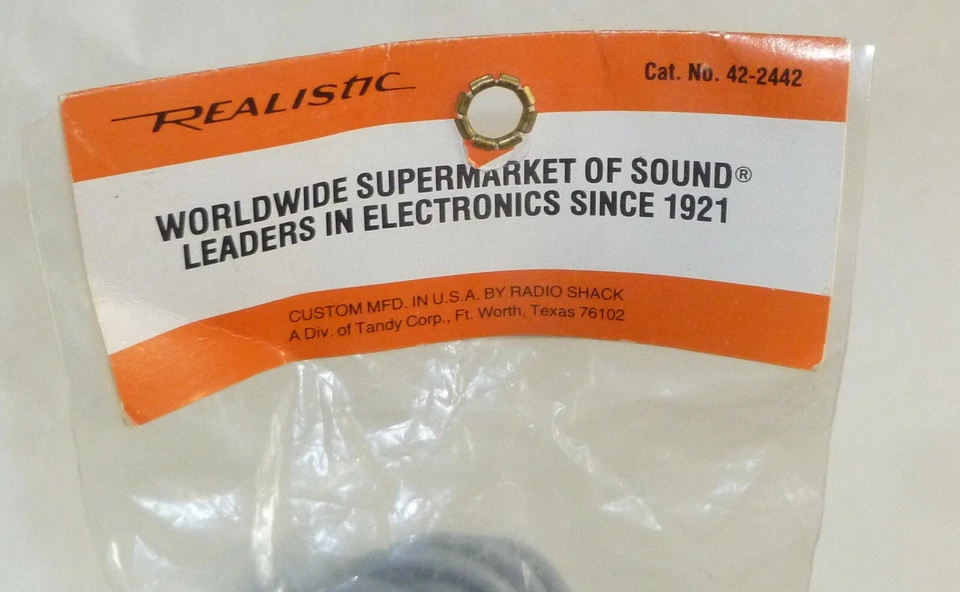 REALISTIC
Cat. No. 42-2442
WORLDWIDE SUPERMARKET OF SOUND®
LEADERS IN ELECTRONICS SINCE 1921
CUSTOM MFD. IN U.S.A. BY RADIO SHACK
A Div. of Tandy Corp., Ft. Worth, Texas 76102